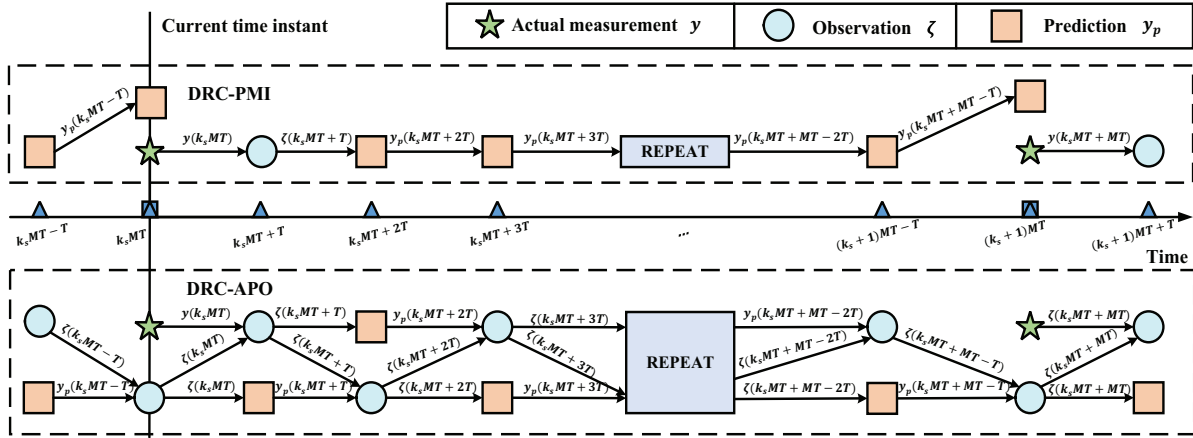 Current time instant
Actual measurement y
Observation ζ
Prediction y_p
DRC-PMI
y_p(k_sMT−T)
y(k_sMT)
ζ(k_sMT+T)
y_p(k_sMT+2T)
y_p(k_sMT+3T)
REPEAT
y_p(k_sMT+MT−2T)
y_p(k_sMT+MT−T)
y(k_sMT+MT)
k_sMT−T
k_sMT
k_sMT+T
k_sMT+2T
k_sMT+3T
...
(k_s+1)MT−T
(k_s+1)MT
(k_s+1)MT+T
Time
DRC-APO
ζ(k_sMT−T)
y_p(k_sMT−T)
y(k_sMT)
ζ(k_sMT)
ζ(k_sMT)
ζ(k_sMT+T)
ζ(k_sMT+T)
y_p(k_sMT+T)
y_p(k_sMT+2T)
ζ(k_sMT+2T)
ζ(k_sMT+2T)
ζ(k_sMT+3T)
ζ(k_sMT+3T)
y_p(k_sMT+3T)
REPEAT
y_p(k_sMT+MT−2T)
ζ(k_sMT+MT−2T)
ζ(k_sMT+MT−2T)
ζ(k_sMT+MT−T)
y_p(k_sMT+MT−T)
ζ(k_sMT+MT)
ζ(k_sMT+MT)
ζ(k_sMT+MT)